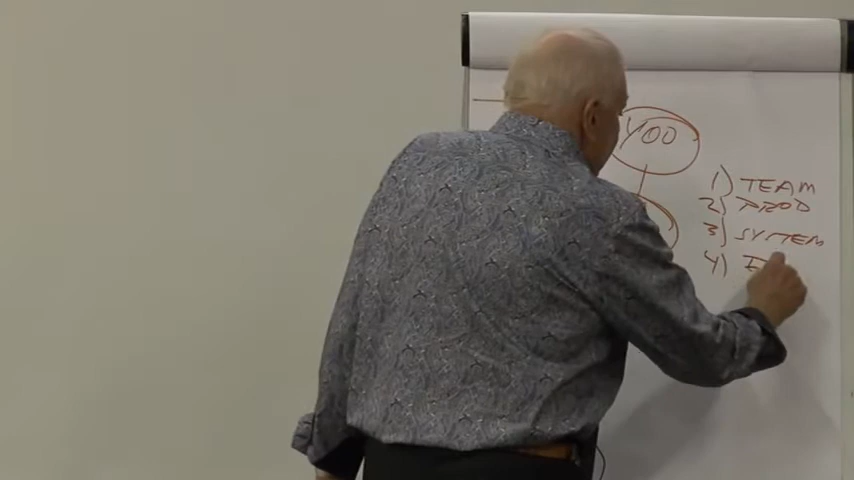 YOU
1) TEAM
2) PROD
3) SYSTEM
4)